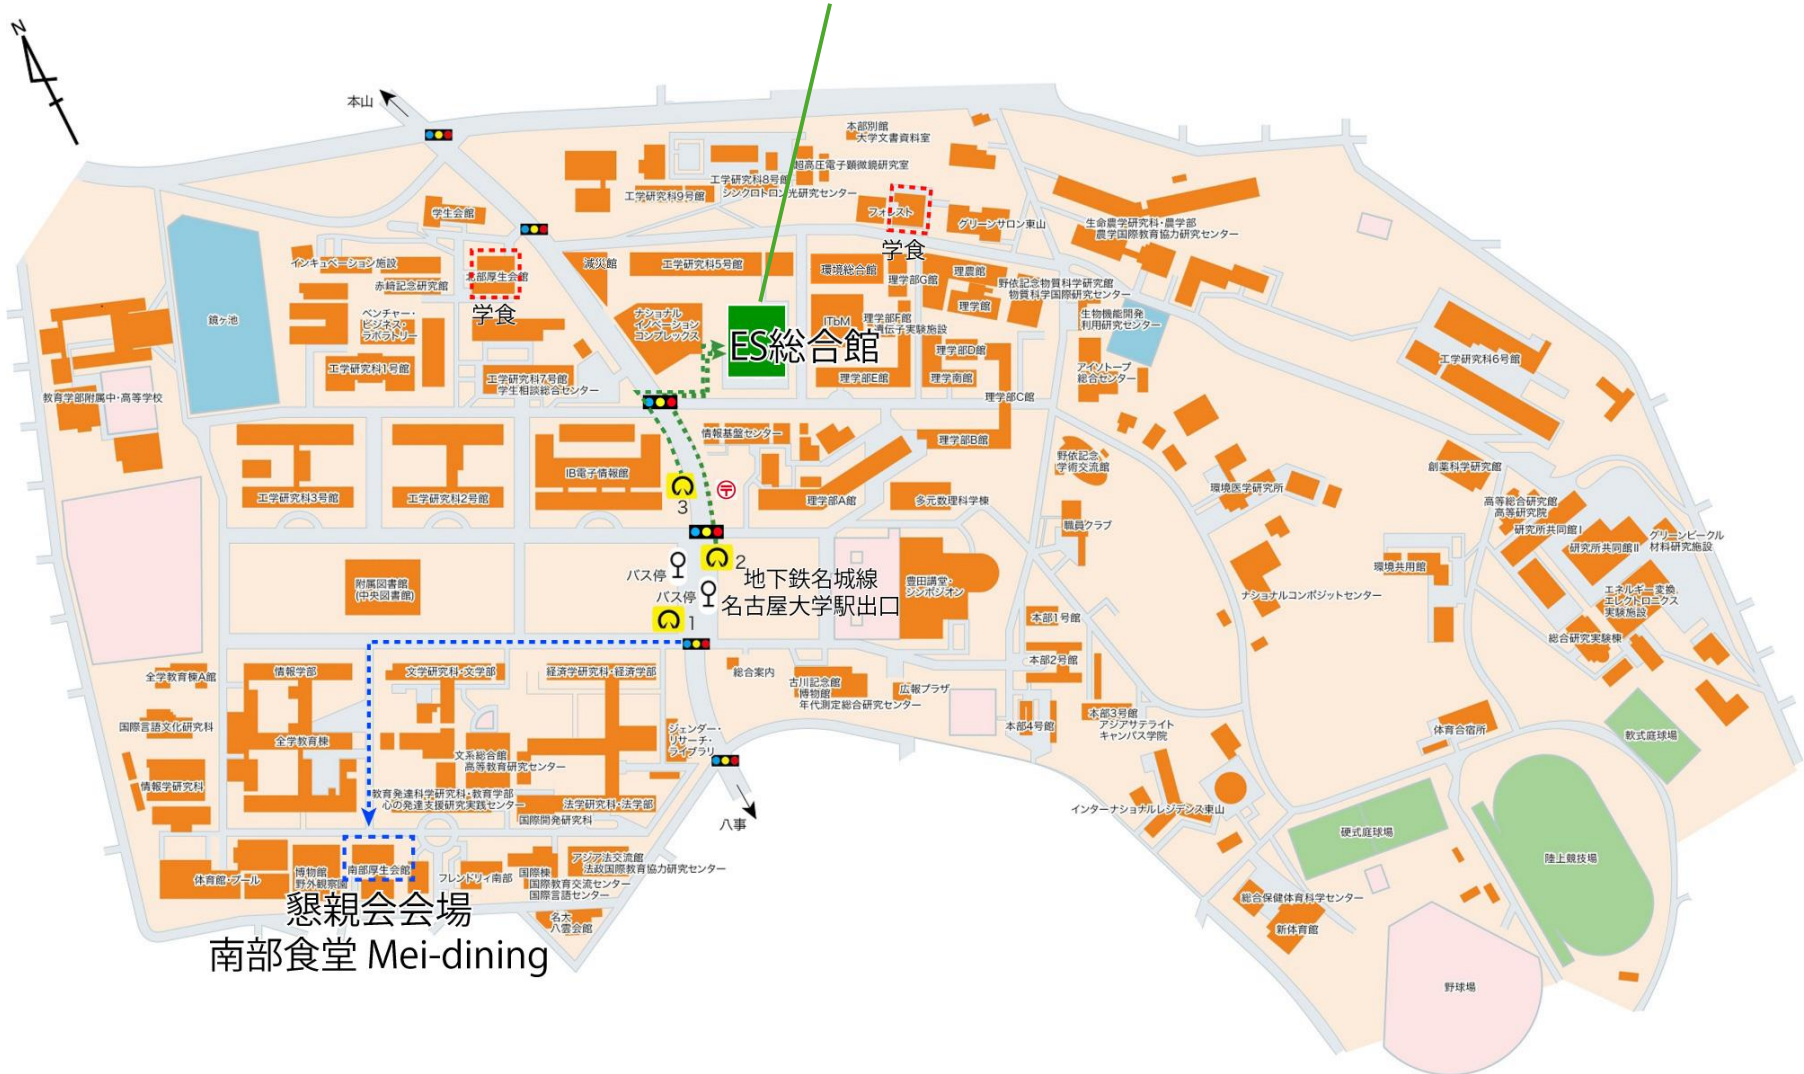 N
本山
本部別館
大学文書資料室
超高圧電子顕微鏡研究室
工学研究科8号館
シンクロトロン光研究センター
工学研究科9号館
学生会館
フォレスト
グリーンサロン東山
生命農学研究科・農学部
農学国際教育協力研究センター
学食
インキュベーション施設
北部厚生会館
赤﨑記念研究館
学食
減災館
工学研究科5号館
環境総合館
理学部G館
理農館
理学館
野依記念物質科学研究館
物質科学国際研究センター
鏡ヶ池
ベンチャー・
ビジネス・
ラボラトリー
ナショナル
イノベーション
コンプレックス
ES総合館
ITbM
理学部F館
遺伝子実験施設
生物機能開発
利用研究センター
理学部D館
工学研究科1号館
工学研究科7号館
学生相談総合センター
理学部E館
理学南館
アイソトープ
総合センター
工学研究科6号館
教育学部附属中・高等学校
理学部C館
情報基盤センター
理学部B館
野依記念
学術交流館
IB電子情報館
工学研究科3号館
工学研究科2号館
3
〒
理学部A館
多元数理科学棟
環境医学研究所
創薬科学研究館
高等総合研究館
高等研究院
研究所共同館I
職員クラブ
研究所共同館II
グリーンビークル
材料研究施設
バス停
2
地下鉄名城線
名古屋大学駅出口
バス停
1
附属図書館
(中央図書館)
豊田講堂・
シンポジオン
環境共用館
ナショナルコンポジットセンター
エネルギー変換
エレクトロニクス
実験施設
本部1号館
総合研究実験棟
本部2号館
全学教育棟A館
情報学部
文学研究科・文学部
経済学研究科・経済学部
総合案内
古川記念館
博物館
年代測定総合研究センター
広報プラザ
国際言語文化研究科
全学教育棟
文系総合館
高等教育研究センター
ジェンダー・
リサーチ・
ライブラリ
本部4号館
本部3号館
アジアサテライト
キャンパス学院
体育合宿所
軟式庭球場
情報学研究科
教育発達科学研究科・教育学部
心の発達支援研究実践センター
法学研究科・法学部
国際開発研究科
八事
インターナショナルレジデンス東山
硬式庭球場
陸上競技場
体育館・プール
博物館
野外観察園
南部厚生会館
フレンドリィ南部
国際棟
国際教育交流センター
国際言語センター
アジア法交流館
法政国際教育協力研究センター
名大
八雲会館
総合保健体育科学センター
新体育館
野球場
懇親会会場
南部食堂 Mei-dining